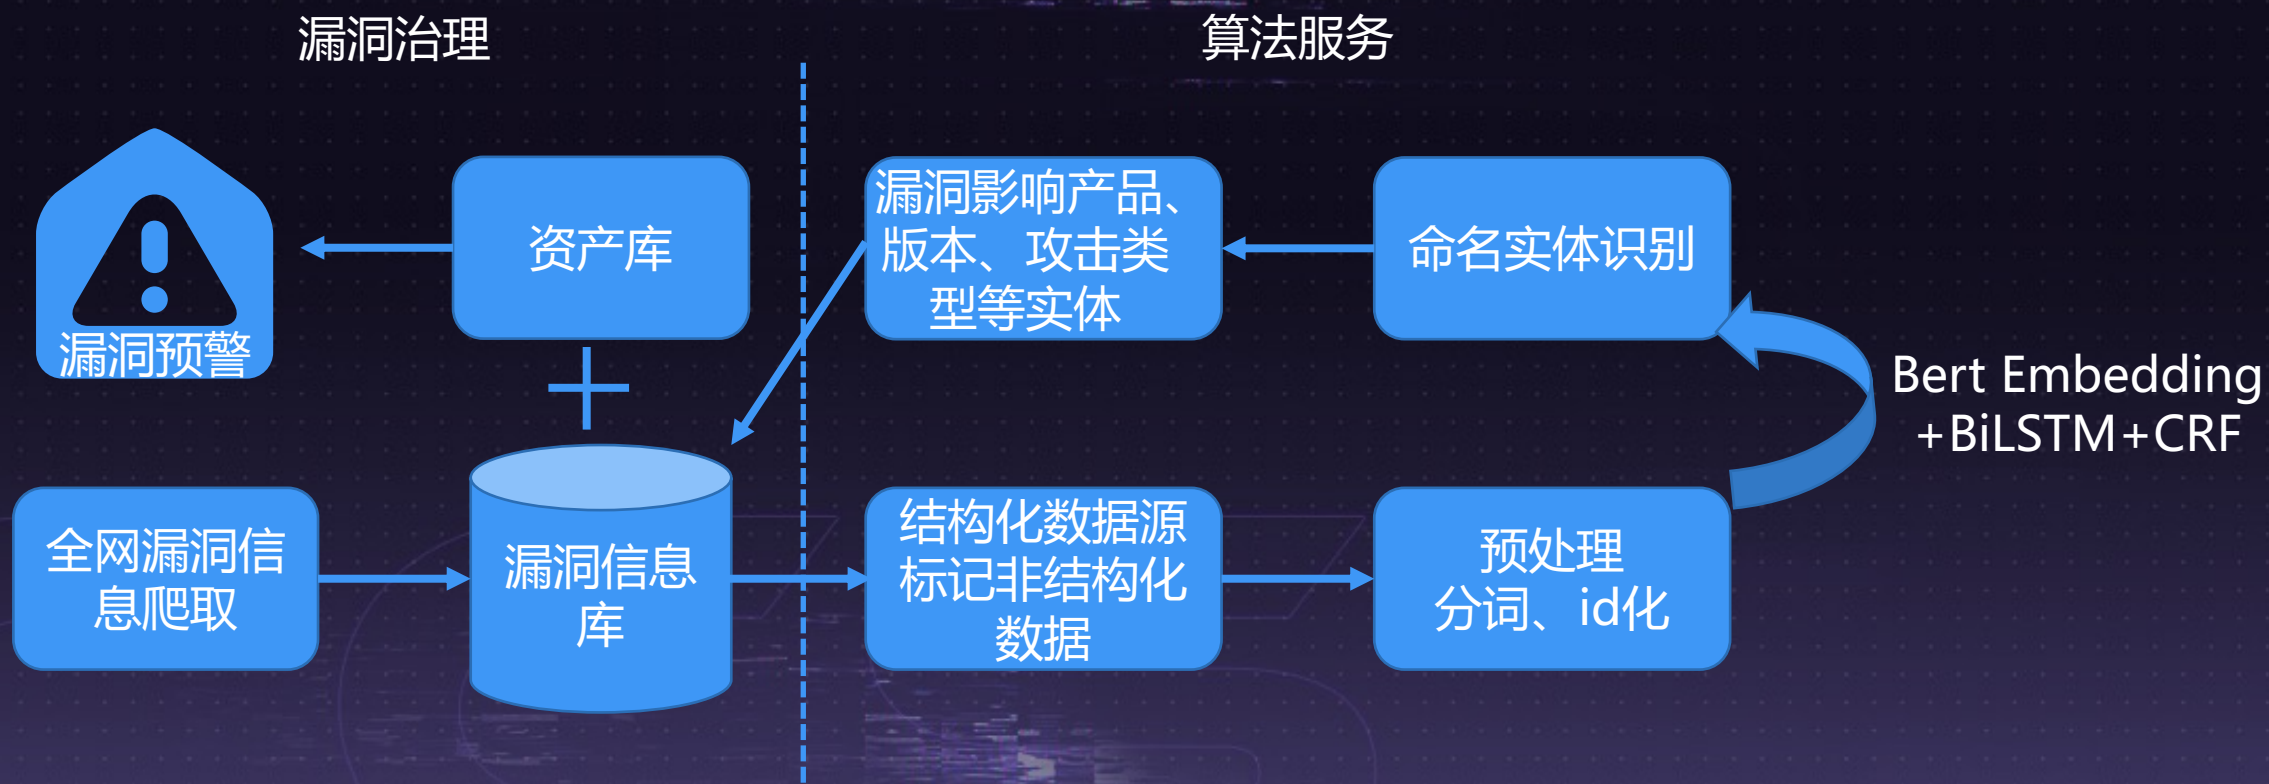 漏洞治理
算法服务
漏洞预警
资产库
漏洞影响产品、
版本、攻击类
型等实体
命名实体识别
Bert Embedding
+BiLSTM+CRF
全网漏洞信
息爬取
漏洞信息
库
结构化数据源
标记非结构化
数据
预处理
分词、id化